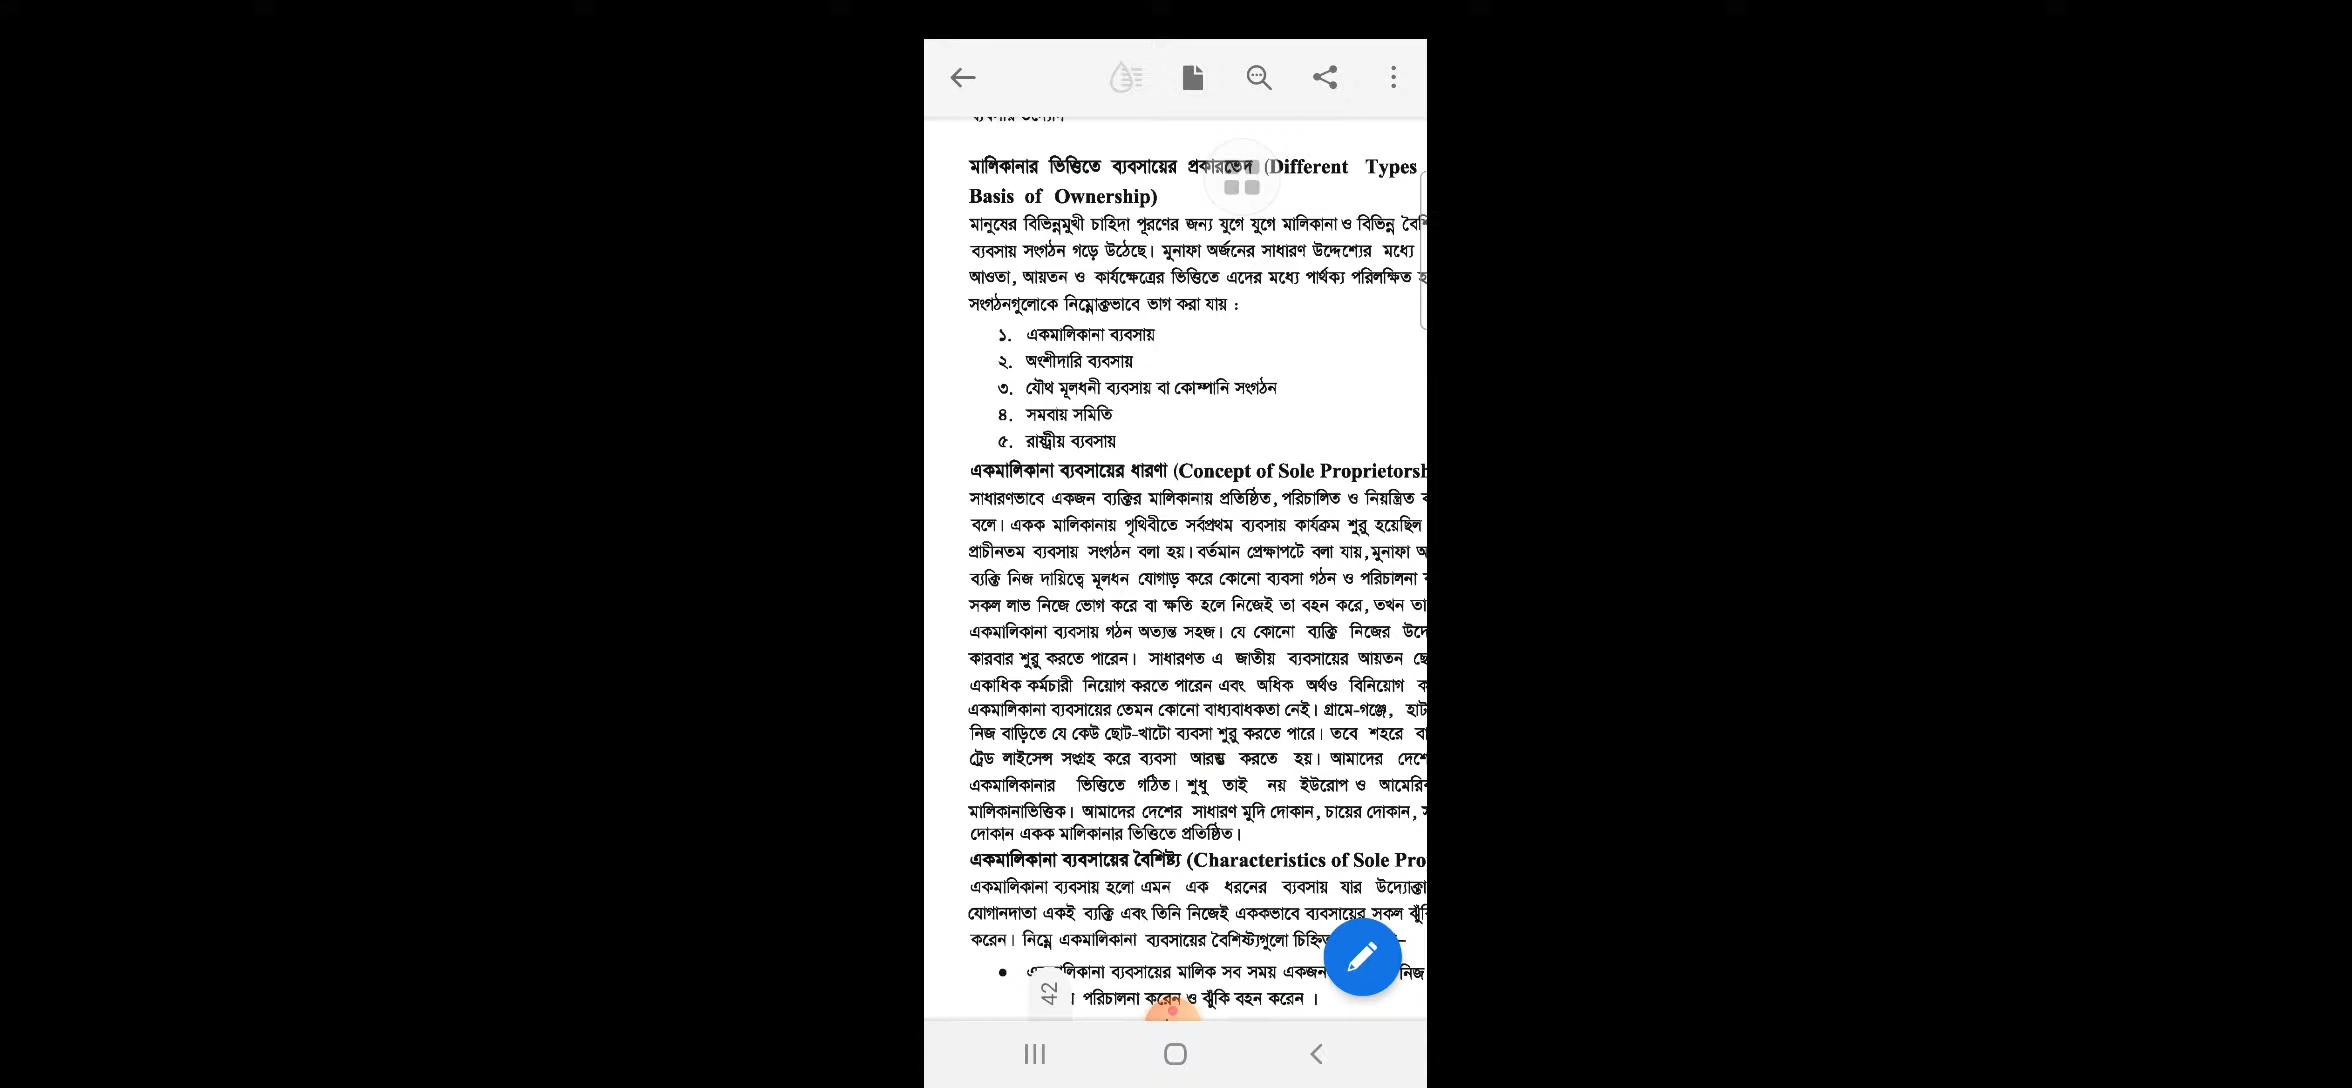 মালিকানার ভিত্তিতে ব্যবসায়ের প্রকারভেদ (Different Types
Basis of Ownership)
মানুষের বিভিন্নমুখী চাহিদা পূরণের জন্য যুগে যুগে মালিকানা ও বিভিন্ন
ব্যবসায় সংগঠন গড়ে উঠেছে। মুনাফা অর্জনের সাধারণ উদ্দেশ্যের মধ্যে
আওতা, আয়তন ও কার্যক্ষেত্রের ভিত্তিতে এদের মধ্যে পার্থক্য পরিলক্ষিত
সংগঠনগুলোকে নিম্নোক্তভাবে ভাগ করা যায় :
১. একমালিকানা ব্যবসায়
২. অংশীদারি ব্যবসায়
৩. যৌথ মূলধনী ব্যবসায় বা কোম্পানি সংগঠন
৪. সমবায় সমিতি
৫. রাষ্ট্রীয় ব্যবসায়
একমালিকানা ব্যবসায়ের ধারণা (Concept of Sole
সাধারণভাবে একজন ব্যক্তির মালিকানায় প্রতিষ্ঠিত, পরিচালিত ও নিয়ন্ত্রিত
বলে। একক মালিকানায় পৃথিবীতে সর্বপ্রথম ব্যবসায় কার্যক্রম শুরু হয়েছিল
প্রাচীনতম ব্যবসায় সংগঠন বলা হয়। বর্তমান প্রেক্ষাপটে বলা যায়, মুনাফা
ব্যক্তি নিজ দায়িত্বে মূলধন যোগাড় করে কোনো ব্যবসা গঠন ও পরিচালনা
সকল লাভ নিজে ভোগ করে বা ক্ষতি হলে নিজেই তা বহন করে, তখন
একমালিকানা ব্যবসায় গঠন অত্যন্ত সহজ। যে কোনো ব্যক্তি নিজের
কারবার শুরু করতে পারেন। সাধারণত এ জাতীয় ব্যবসায়ের আয়তন
একাধিক কর্মচারী নিয়োগ করতে পারেন এবং অধিক অর্থও বিনিয়োগ
একমালিকানা ব্যবসায়ের তেমন কোনো বাধ্যবাধকতা নেই। গ্রামে-গঞ্জে, হাট
নিজ বাড়িতে যে কেউ ছোট-খাটো ব্যবসা শুরু করতে পারে। তবে শহরে
ট্রেড লাইসেন্স সংগ্রহ করে ব্যবসা আরম্ভ করতে হয়। আমাদের
একমালিকানার ভিত্তিতে গঠিত। শুধু তাই নয় ইউরোপ ও
মালিকানাভিত্তিক। আমাদের দেশের সাধারণ মুদি দোকান, চায়ের দোকান,
দোকান একক মালিকানার ভিত্তিতে প্রতিষ্ঠিত।
একমালিকানা ব্যবসায়ের বৈশিষ্ট্য (Characteristics of Sole
একমালিকানা ব্যবসায় হলো এমন এক ধরনের ব্যবসায় যার
যোগানদাতা একই ব্যক্তি এবং তিনি নিজেই এককভাবে ব্যবসায়ের সকল
করেন। নিম্নে একমালিকানা ব্যবসায়ের বৈশিষ্ট্যগুলো
• ব্যবসায়ের মালিক সব সময় একজন নিজ
পরিচালনা করেন ও ঝুঁকি বহন করেন ।
42